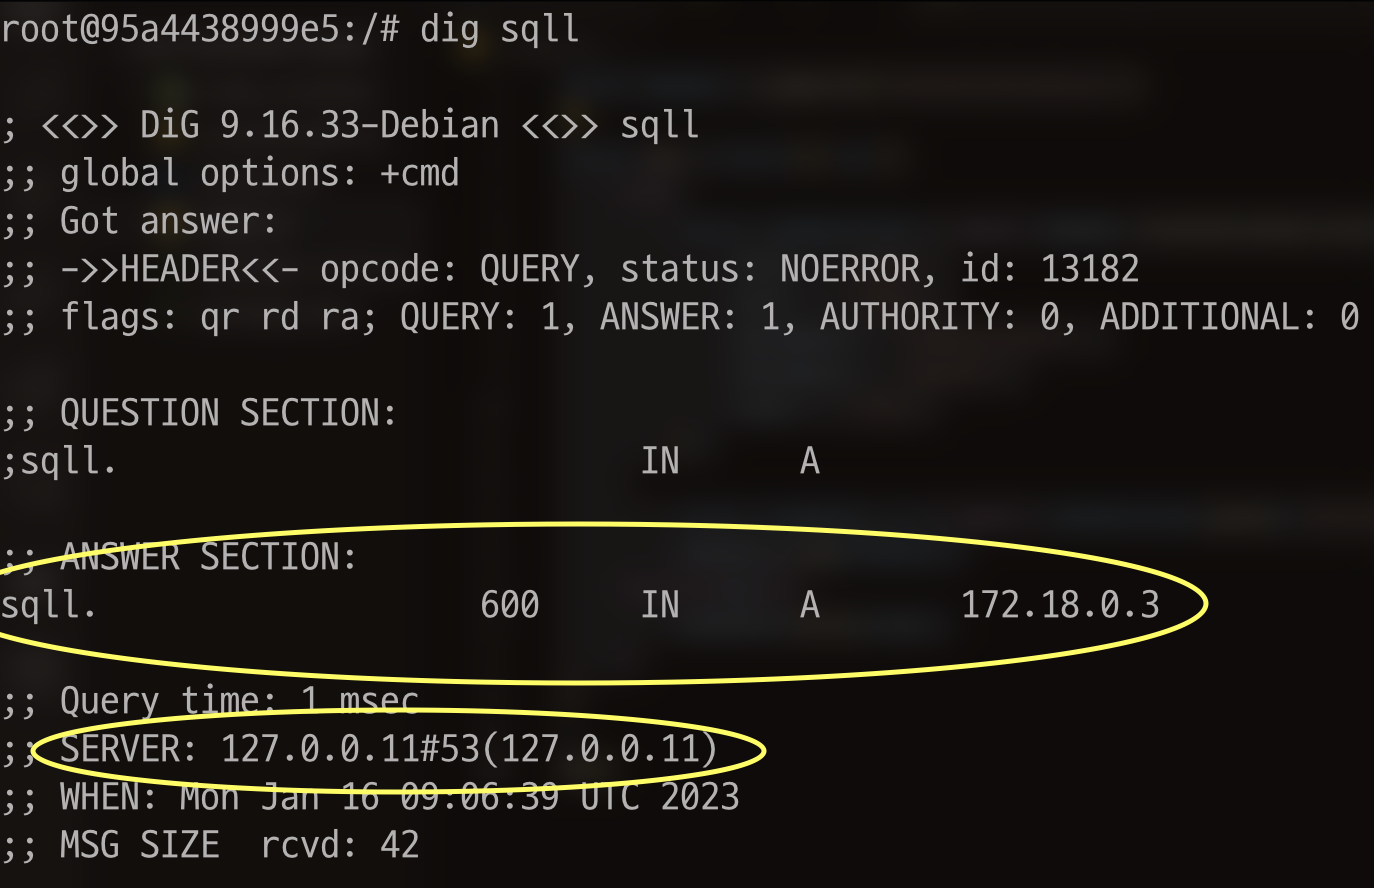 root@95a4438999e5:/# dig sqll
; <<>> DiG 9.16.33-Debian <<>> sqll
;; global options: +cmd
;; Got answer:
;; ->>HEADER<<- opcode: QUERY, status: NOERROR, id: 13182
;; flags: qr rd ra; QUERY: 1, ANSWER: 1, AUTHORITY: 0, ADDITIONAL: 0
;; QUESTION SECTION:
;sqll. IN A
;; ANSWER SECTION:
sqll. 600 IN A 172.18.0.3
;; Query time: 1 msec
;; SERVER: 127.0.0.11#53(127.0.0.11)
;; WHEN: Mon Jan 16 09:06:39 UTC 2023
;; MSG SIZE  rcvd: 42